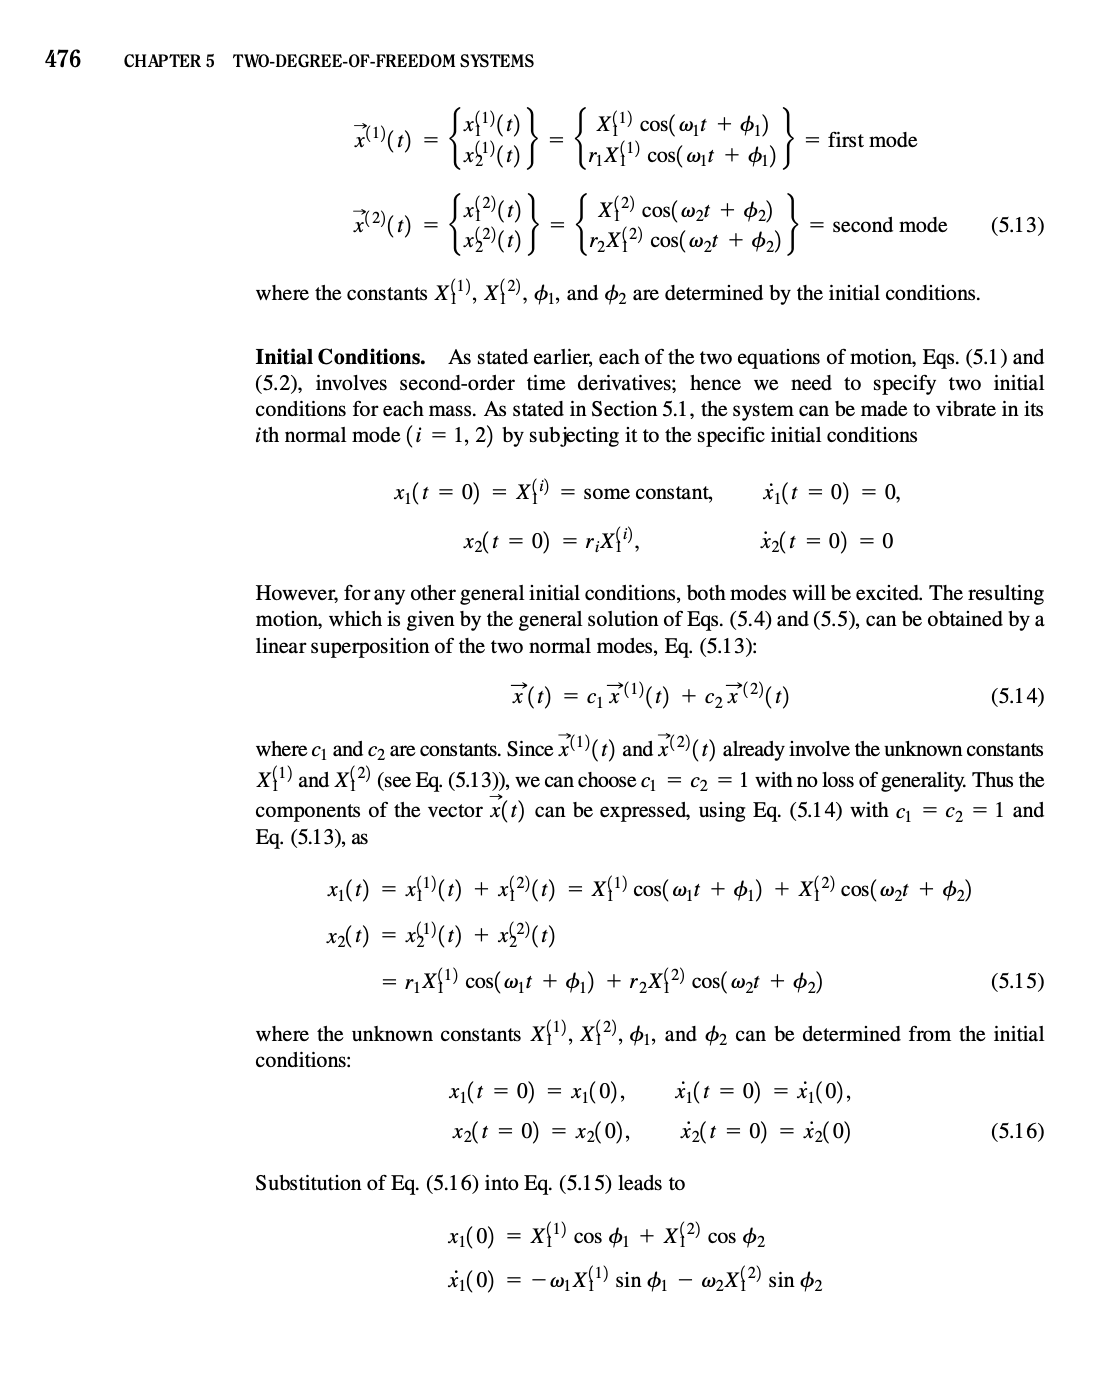 476 CHAPTER 5 TWO-DEGREE-OF-FREEDOM SYSTEMS
$\vec{x}^{(1)}(t) = \begin{Bmatrix} x_1^{(1)}(t) \\ x_2^{(1)}(t) \end{Bmatrix} = \begin{Bmatrix} X_1^{(1)} \cos(\omega_1 t + \phi_1) \\ r_1 X_1^{(1)} \cos(\omega_1 t + \phi_1) \end{Bmatrix}$ = first mode
$\vec{x}^{(2)}(t) = \begin{Bmatrix} x_1^{(2)}(t) \\ x_2^{(2)}(t) \end{Bmatrix} = \begin{Bmatrix} X_1^{(2)} \cos(\omega_2 t + \phi_2) \\ r_2 X_1^{(2)} \cos(\omega_2 t + \phi_2) \end{Bmatrix}$ = second mode (5.13)
where the constants $X_1^{(1)}$, $X_1^{(2)}$, $\phi_1$, and $\phi_2$ are determined by the initial conditions.
Initial Conditions. As stated earlier, each of the two equations of motion, Eqs. (5.1) and
(5.2), involves second-order time derivatives; hence we need to specify two initial
conditions for each mass. As stated in Section 5.1, the system can be made to vibrate in its
ith normal mode (i = 1, 2) by subjecting it to the specific initial conditions
$x_1(t = 0) = X_1^{(i)}$ = some constant, $\dot{x}_1(t = 0) = 0,$
$x_2(t = 0) = r_i X_1^{(i)},$ $\dot{x}_2(t = 0) = 0$
However, for any other general initial conditions, both modes will be excited. The resulting
motion, which is given by the general solution of Eqs. (5.4) and (5.5), can be obtained by a
linear superposition of the two normal modes, Eq. (5.13):
$\vec{x}(t) = c_1 \vec{x}^{(1)}(t) + c_2 \vec{x}^{(2)}(t)$ (5.14)
where $c_1$ and $c_2$ are constants. Since $\vec{x}^{(1)}(t)$ and $\vec{x}^{(2)}(t)$ already involve the unknown constants
$X_1^{(1)}$ and $X_1^{(2)}$ (see Eq. (5.13)), we can choose $c_1 = c_2 = 1$ with no loss of generality. Thus the
components of the vector $\vec{x}(t)$ can be expressed, using Eq. (5.14) with $c_1 = c_2 = 1$ and
Eq. (5.13), as
$x_1(t) = x_1^{(1)}(t) + x_1^{(2)}(t) = X_1^{(1)} \cos(\omega_1 t + \phi_1) + X_1^{(2)} \cos(\omega_2 t + \phi_2)$
$x_2(t) = x_2^{(1)}(t) + x_2^{(2)}(t)$
$= r_1 X_1^{(1)} \cos(\omega_1 t + \phi_1) + r_2 X_1^{(2)} \cos(\omega_2 t + \phi_2)$ (5.15)
where the unknown constants $X_1^{(1)}$, $X_1^{(2)}$, $\phi_1$, and $\phi_2$ can be determined from the initial
conditions:
$x_1(t = 0) = x_1(0),$ $\dot{x}_1(t = 0) = \dot{x}_1(0),$
$x_2(t = 0) = x_2(0),$ $\dot{x}_2(t = 0) = \dot{x}_2(0)$ (5.16)
Substitution of Eq. (5.16) into Eq. (5.15) leads to
$x_1(0) = X_1^{(1)} \cos \phi_1 + X_1^{(2)} \cos \phi_2$
$\dot{x}_1(0) = -\omega_1 X_1^{(1)} \sin \phi_1 - \omega_2 X_1^{(2)} \sin \phi_2$